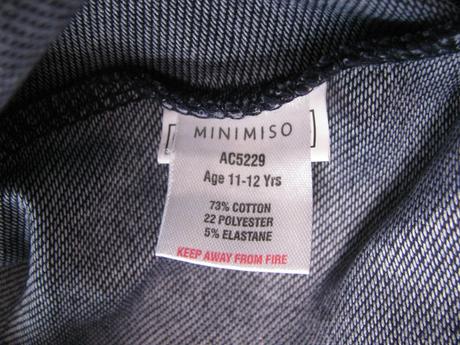 MINIMISO
AC5229
Age 11-12 Yrs
73% COTTON
22 POLYESTER
5% ELASTANE
KEEP AWAY FROM FIRE